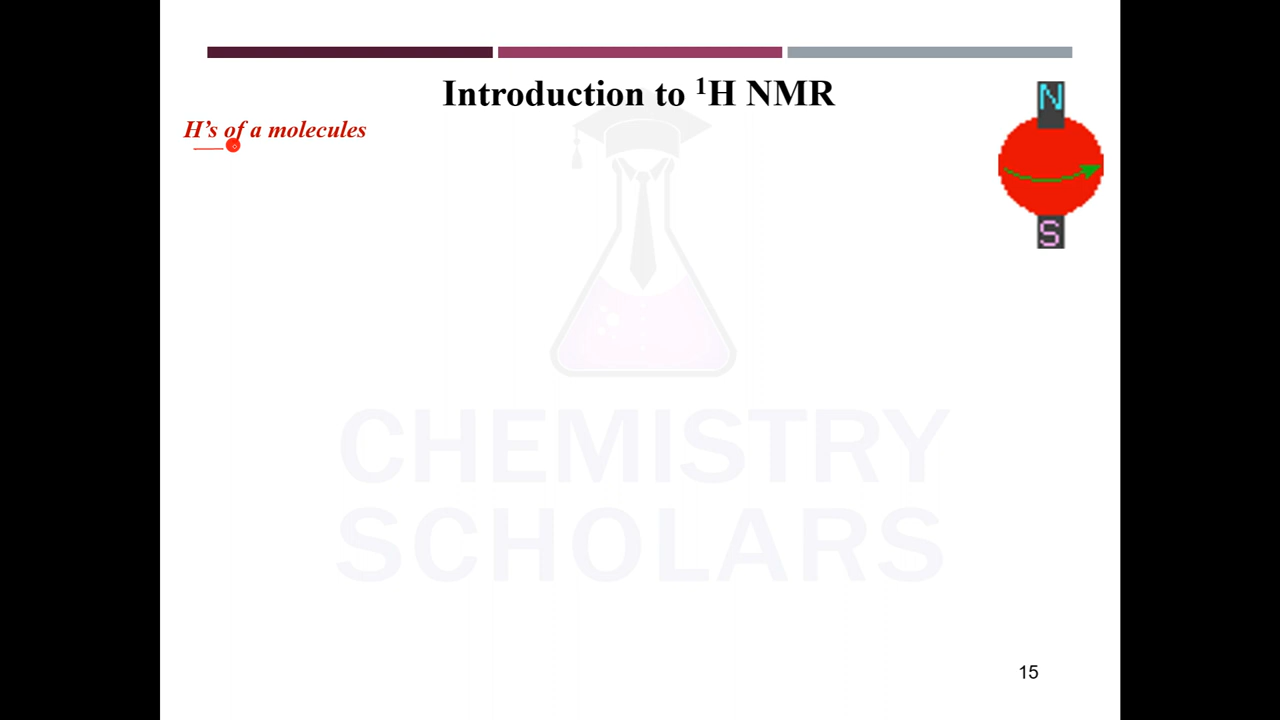 Introduction to ¹H NMR
H's of a molecules
N
S
CHEMISTRY
SCHOLARS
15